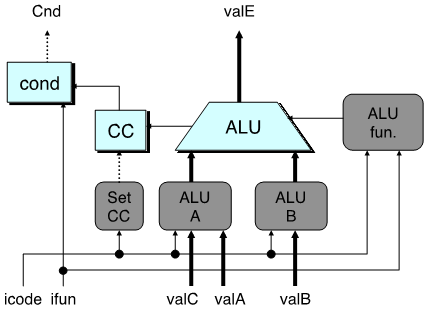 Cnd
valE
cond
CC
ALU
ALU
fun.
Set
CC
ALU
A
ALU
B
icode
ifun
valC
valA
valB